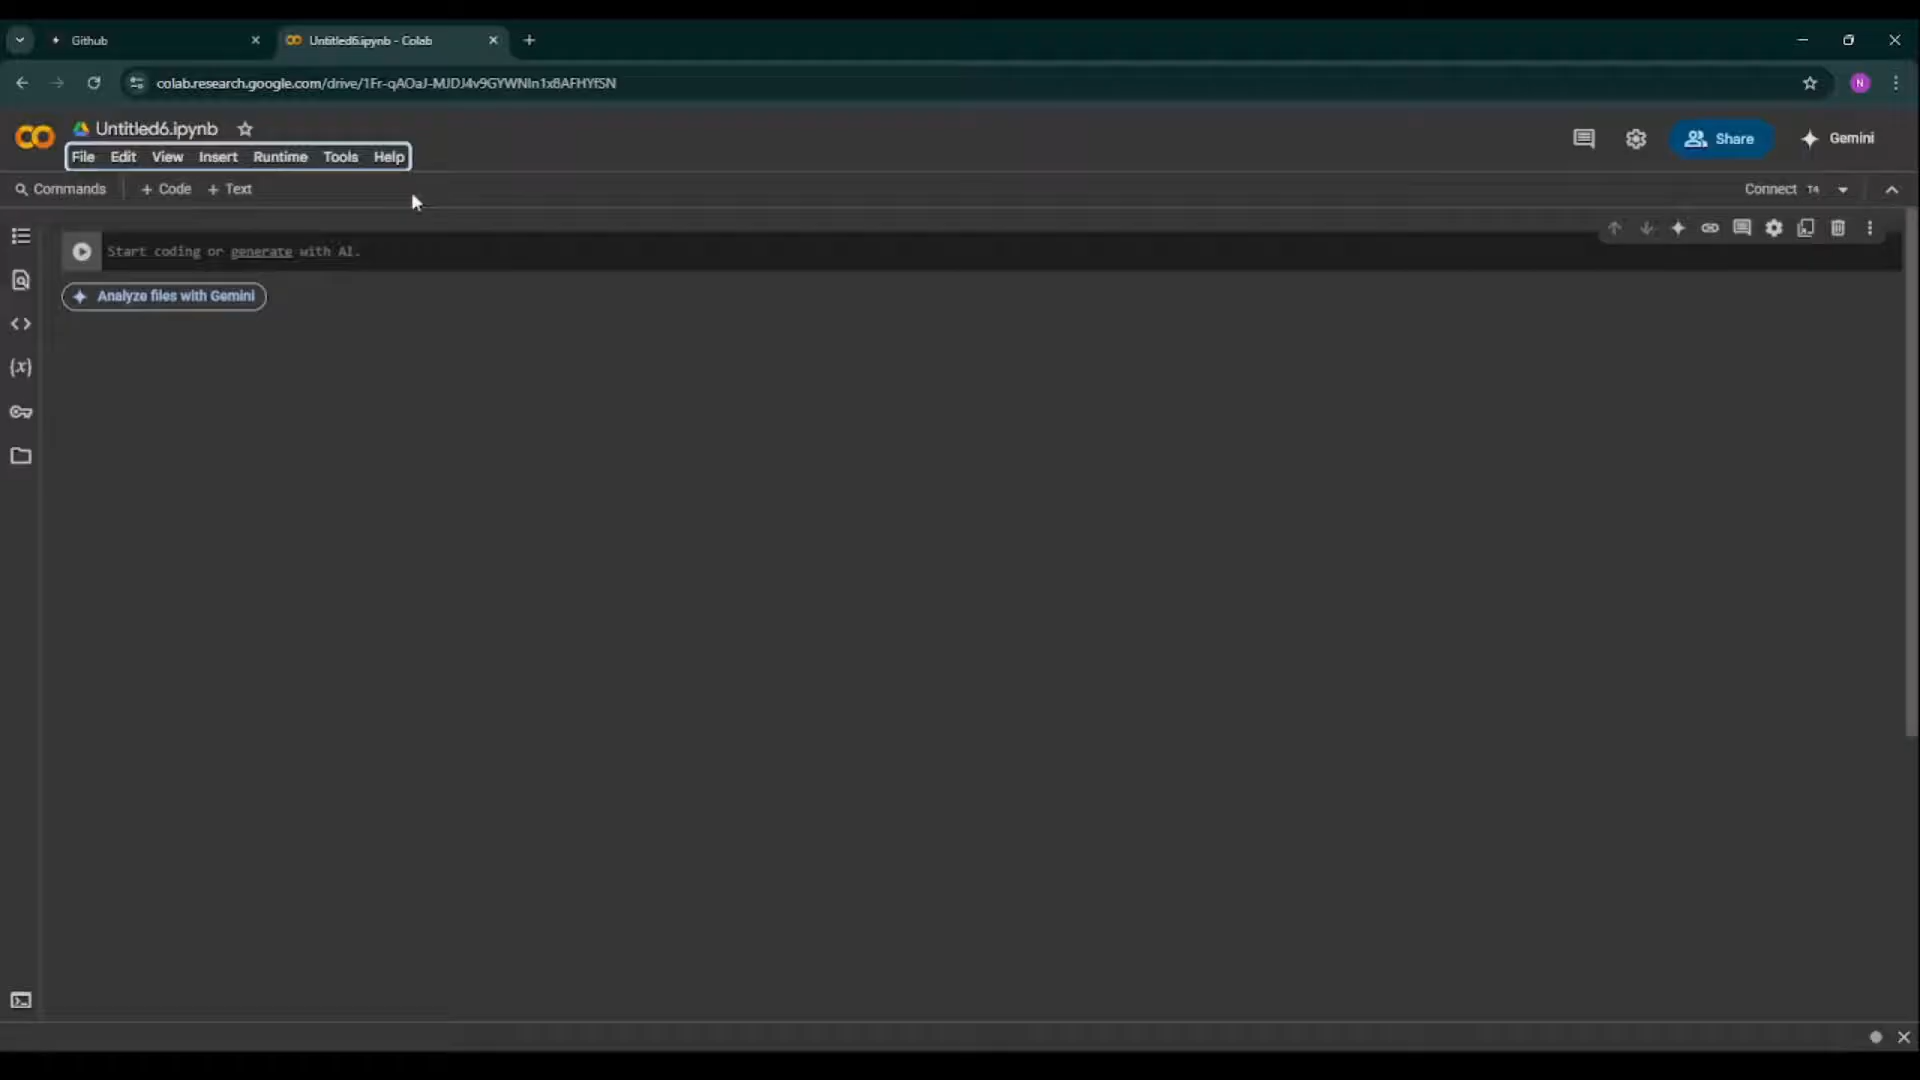 Github
Untitled6.ipynb - Colab
colab.research.google.com/drive/1Fr-qAOaJ-MJDJ4v9GYWNIn1x8AFHYfSN
N
Untitled6.ipynb
Share
Gemini
File Edit View Insert Runtime Tools Help
Commands
+ Code + Text
Connect T4
Start coding or generate with AI.
Analyze files with Gemini
{x}